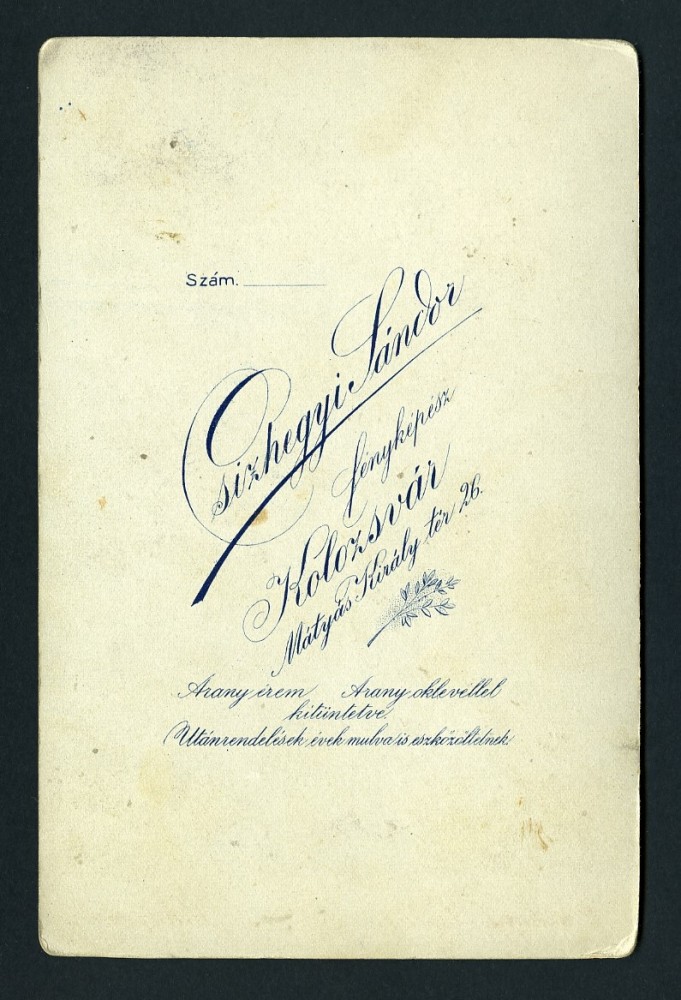 Szám.
Csizhegyi Sándor
fényképész
Kolozsvár
Mátyás Király tér 26.
Arany érem Arany oklevéllel
kitüntetve.
Utánrendelések évek mulva is eszközöltetnek.